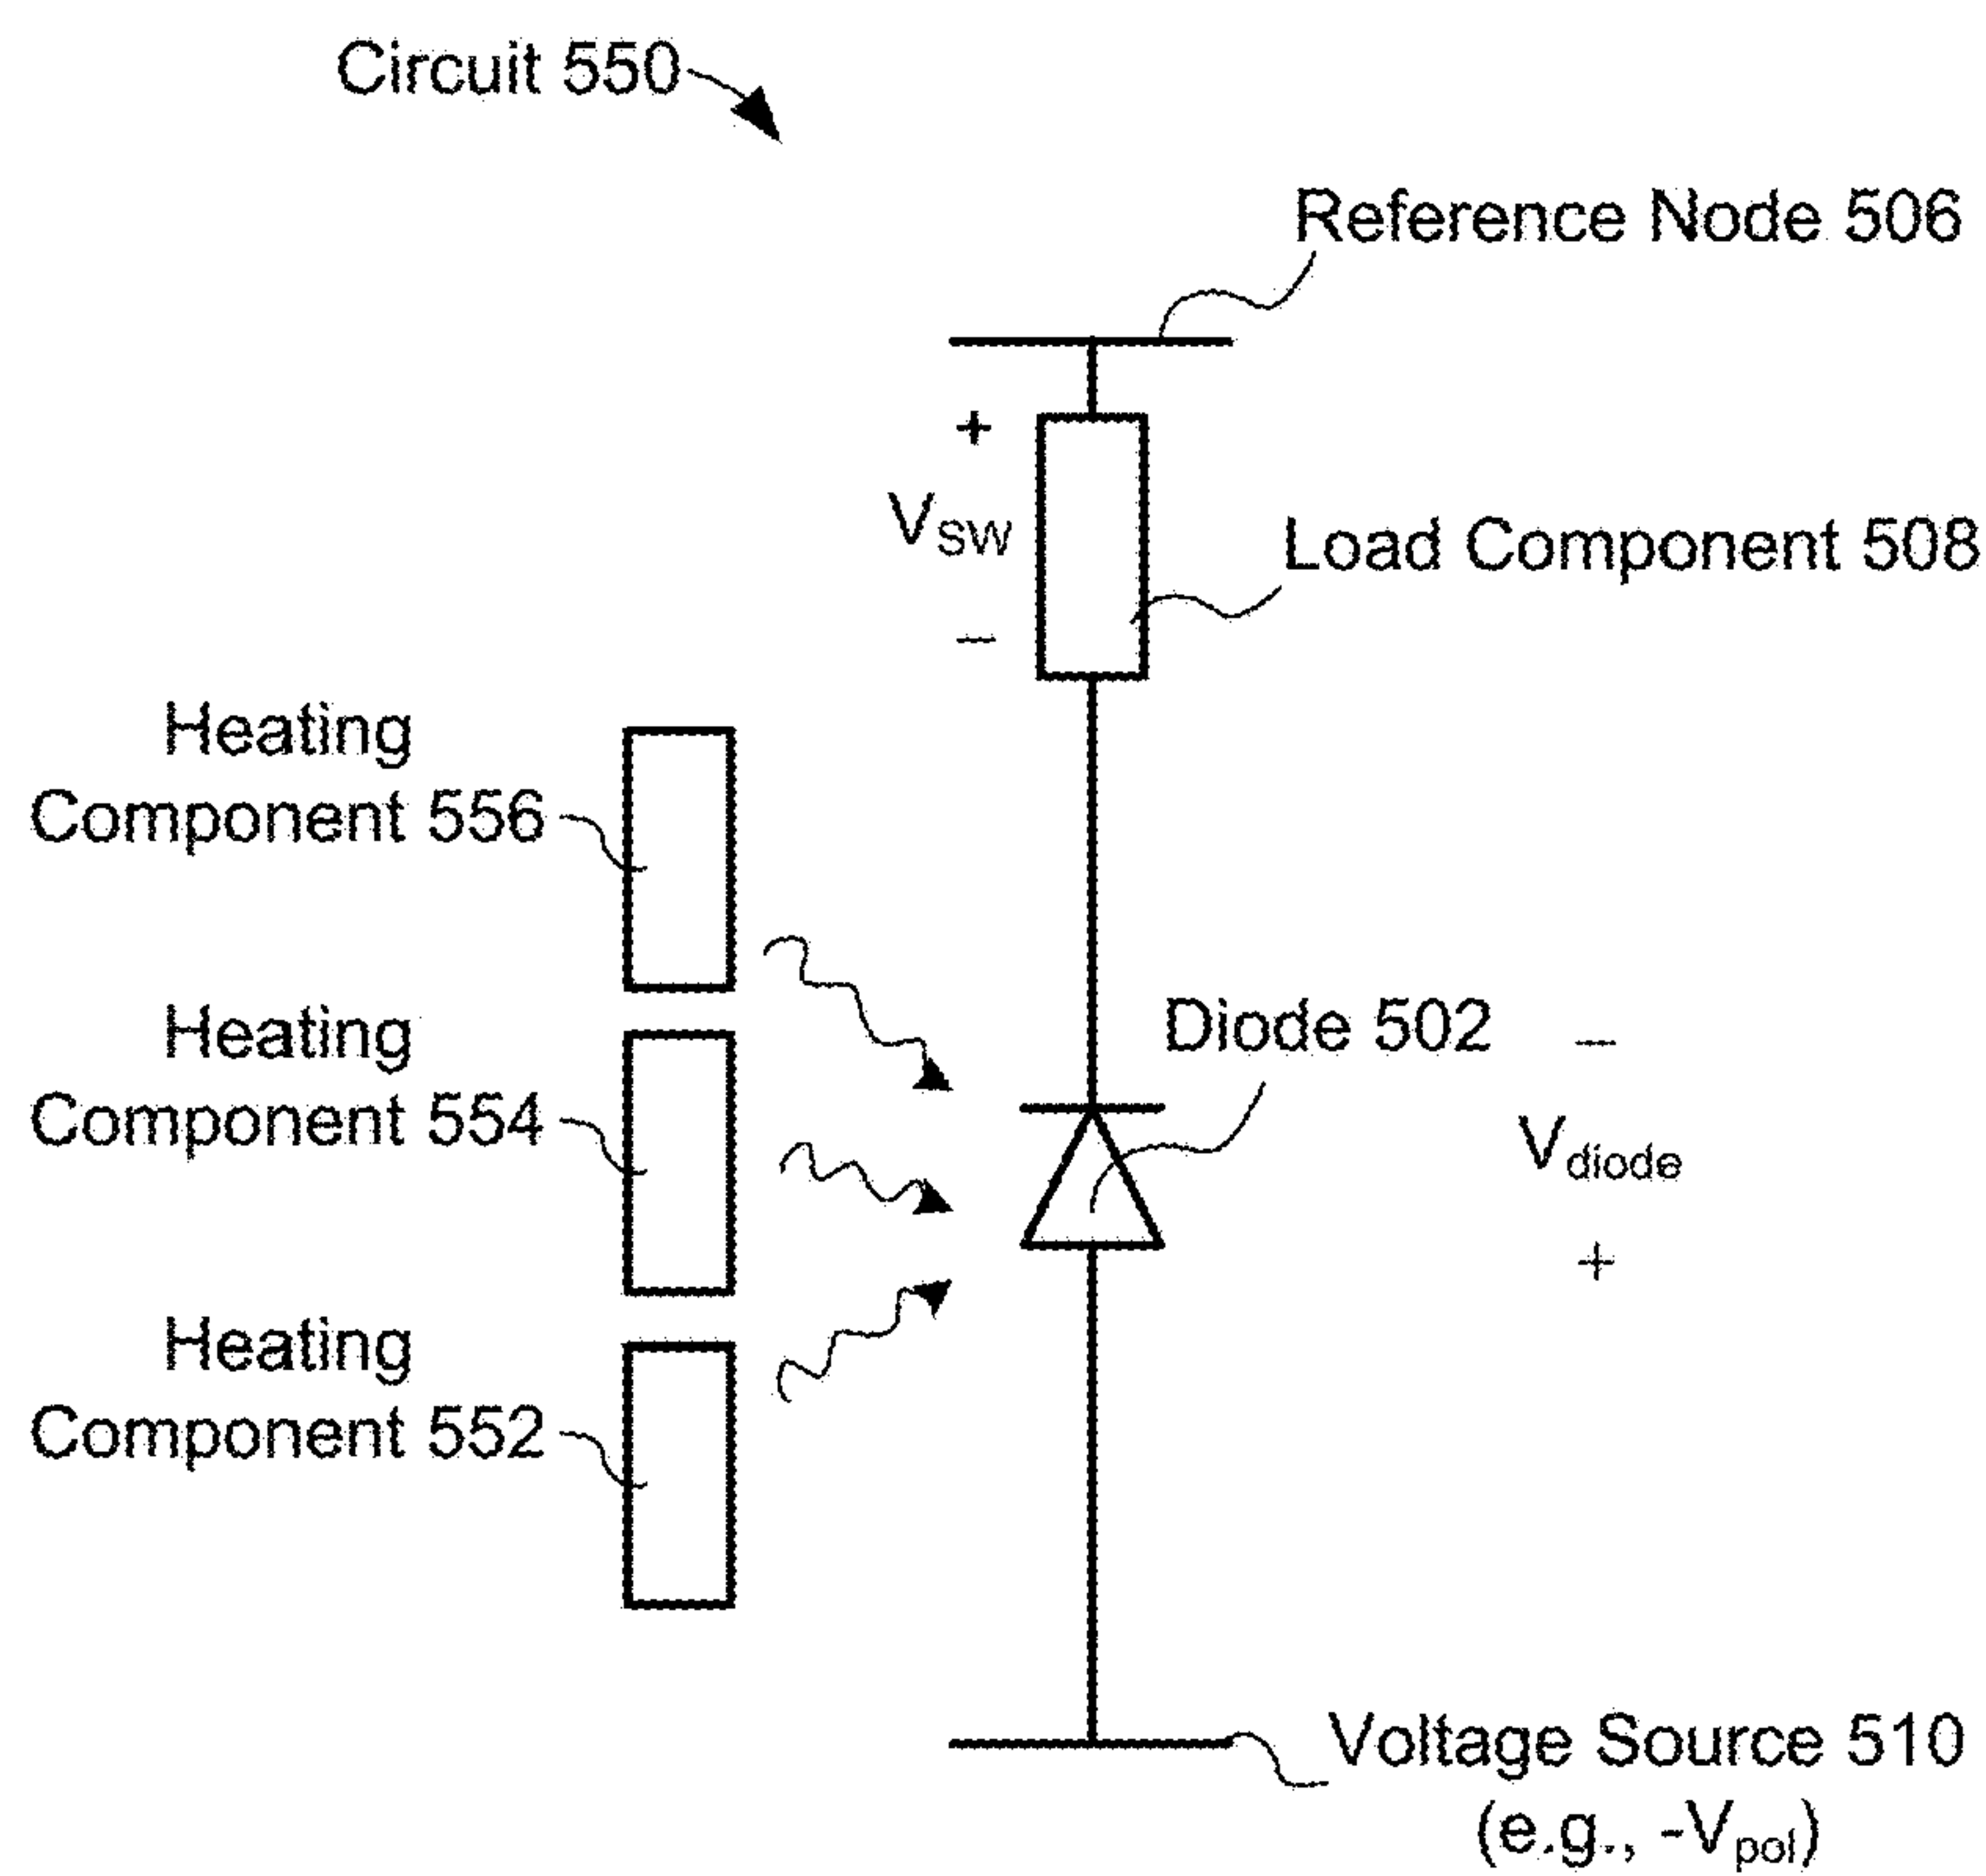 Circuit 550
Reference Node 506
+
VSW
Load Component 508
–
Heating
Component 556
Heating
Component 554
Diode 502
–
Vdiode
+
Heating
Component 552
Voltage Source 510
(e.g., -Vpol)